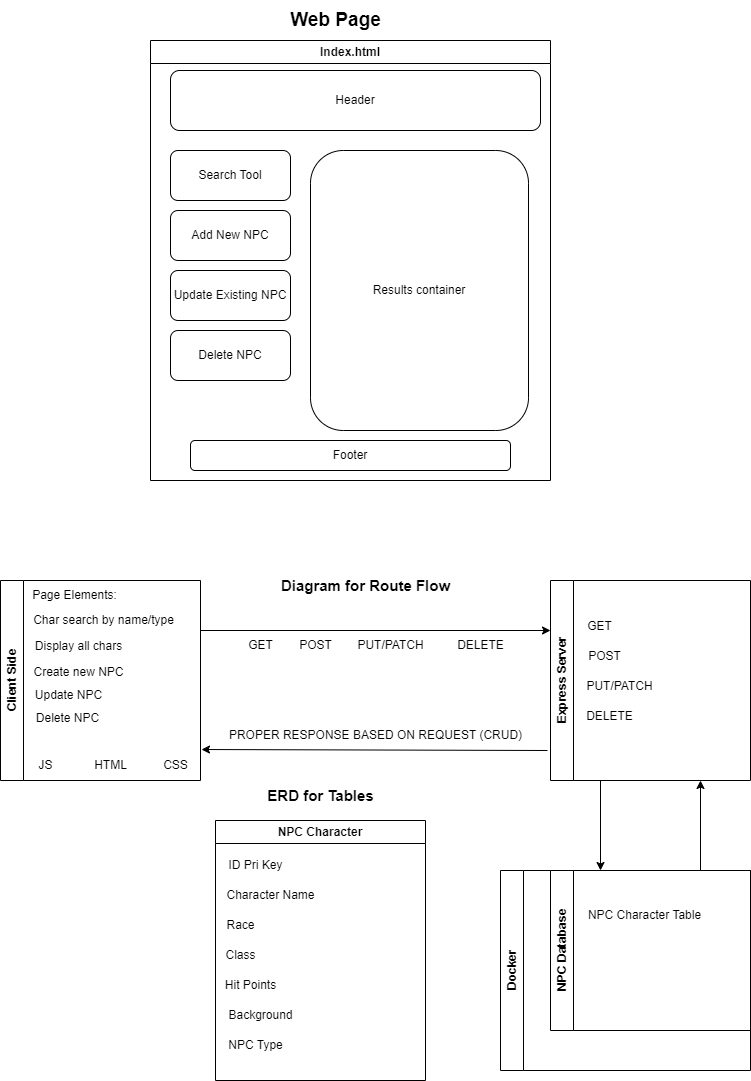 Web Page
Index.html
Header
Search Tool
Add New NPC
Update Existing NPC
Delete NPC
Results container
Footer
Diagram for Route Flow
Client Side
Page Elements:
Char search by name/type
Display all chars
Create new NPC
Update NPC
Delete NPC
JS HTML CSS
GET POST PUT/PATCH DELETE
PROPER RESPONSE BASED ON REQUEST (CRUD)
Express Server
GET
POST
PUT/PATCH
DELETE
ERD for Tables
NPC Character
ID Pri Key
Character Name
Race
Class
Hit Points
Background
NPC Type
Docker
NPC Database
NPC Character Table